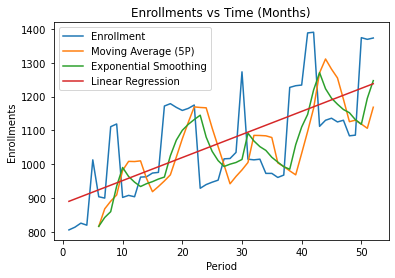 Enrollments vs Time (Months)
Enrollment
Moving Average (5P)
Exponential Smoothing
Linear Regression
1400
1300
1200
1100
1000
900
800
Enrollments
0
10
20
30
40
50
Period